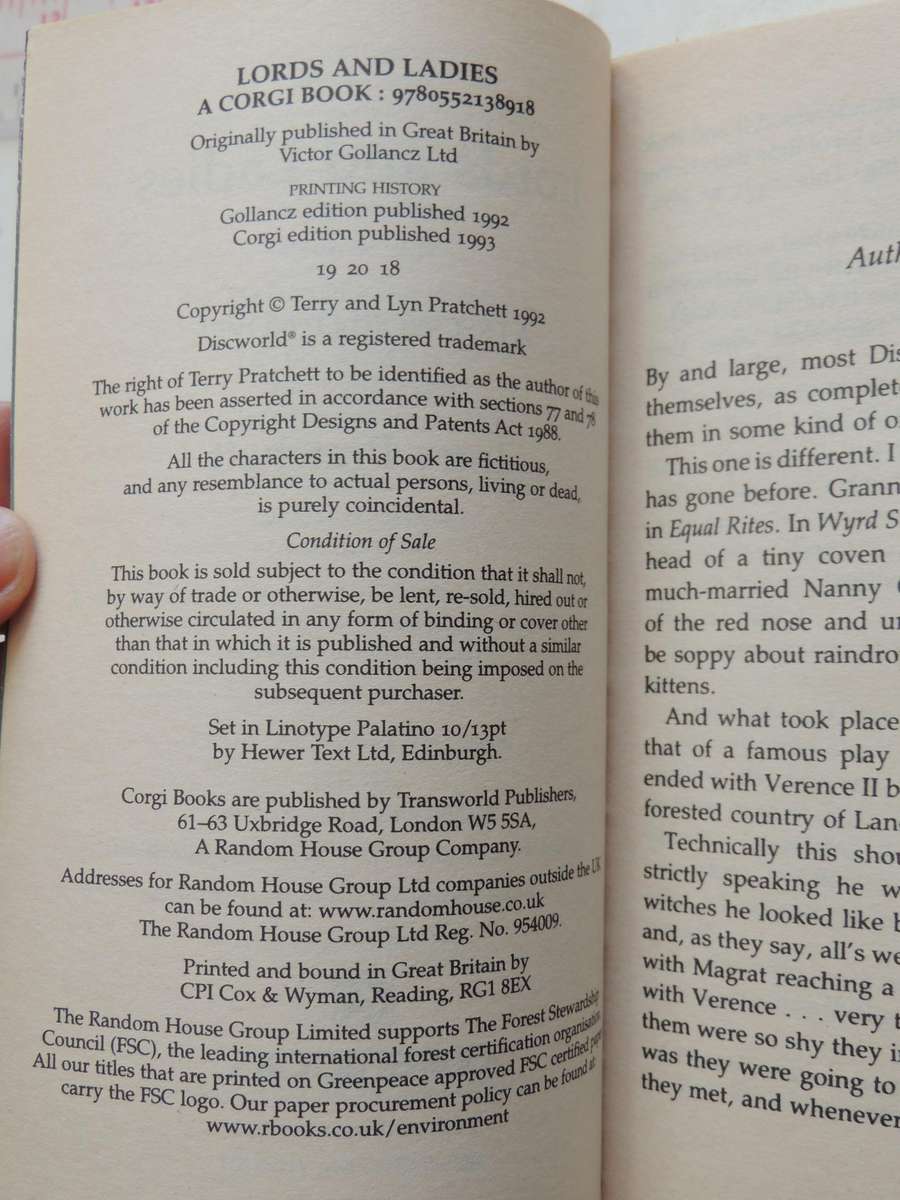 LORDS AND LADIES
A CORGI BOOK : 9780552138918
Originally published in Great Britain by
Victor Gollancz Ltd
PRINTING HISTORY
Gollancz edition published 1992
Corgi edition published 1993
19 20 18
Copyright © Terry and Lyn Pratchett 1992
Discworld® is a registered trademark
The right of Terry Pratchett to be identified as the author of this
work has been asserted in accordance with sections 77 and 78
of the Copyright Designs and Patents Act 1988.
All the characters in this book are fictitious,
and any resemblance to actual persons, living or dead,
is purely coincidental.
Condition of Sale
This book is sold subject to the condition that it shall not,
by way of trade or otherwise, be lent, re-sold, hired out or
otherwise circulated in any form of binding or cover other
than that in which it is published and without a similar
condition including this condition being imposed on the
subsequent purchaser.
Set in Linotype Palatino 10/13pt
by Hewer Text Ltd, Edinburgh.
Corgi Books are published by Transworld Publishers,
61–63 Uxbridge Road, London W5 5SA,
A Random House Group Company.
Addresses for Random House Group Ltd companies outside the UK
can be found at: www.randomhouse.co.uk
The Random House Group Ltd Reg. No. 954009.
Printed and bound in Great Britain by
CPI Cox & Wyman, Reading, RG1 8EX
The Random House Group Limited supports The Forest Stewardship
Council (FSC), the leading international forest certification organisation.
All our titles that are printed on Greenpeace approved FSC certified paper
carry the FSC logo. Our paper procurement policy can be found at:
www.rbooks.co.uk/environment
Auth
By and large, most Dis
themselves, as complet
them in some kind of o
This one is different. I
has gone before. Grann
in Equal Rites. In Wyrd S
head of a tiny coven
much-married Nanny
of the red nose and un
be soppy about raindro
kittens.
And what took place
that of a famous play
ended with Verence II b
forested country of Lan
Technically this shou
strictly speaking he w
witches he looked like b
and, as they say, all's we
with Magrat reaching a
with Verence . . . very t
them were so shy they i
was they were going to
they met, and whenever